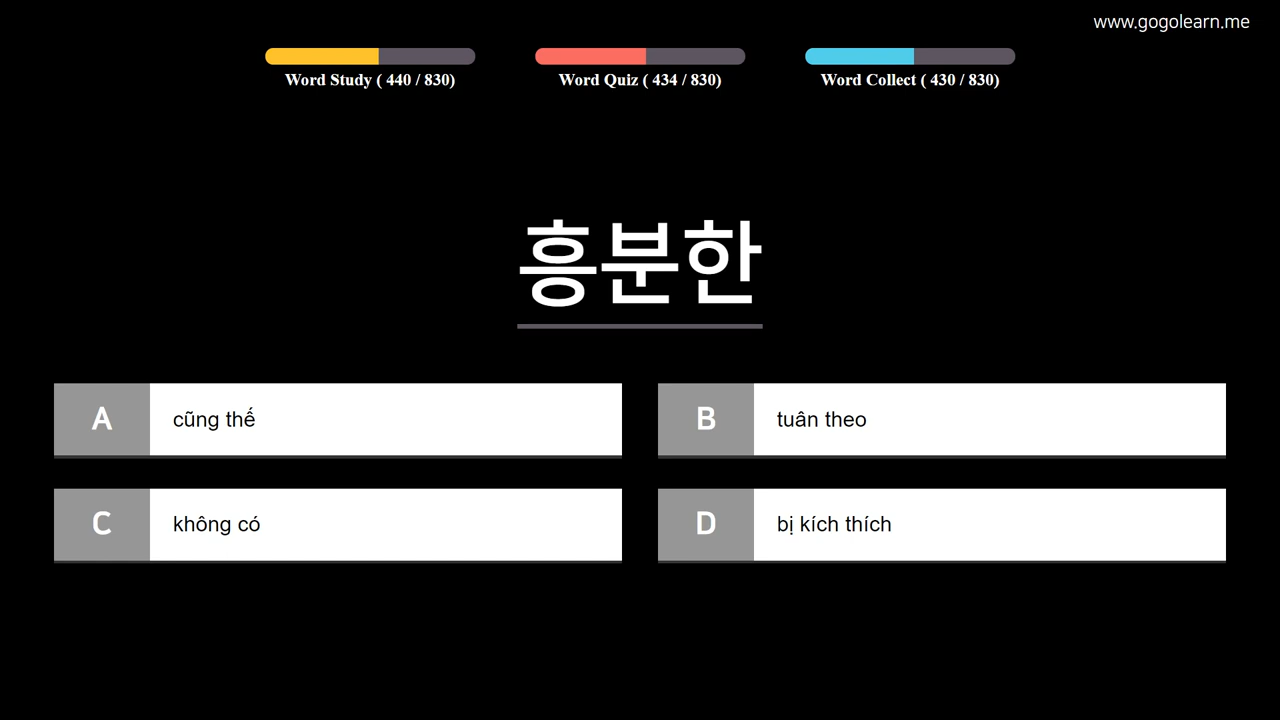 www.gogolearn.me
Word Study ( 440 / 830)
Word Quiz ( 434 / 830)
Word Collect ( 430 / 830)
흥분한
A cũng thế
B tuân theo
C không có
D bị kích thích